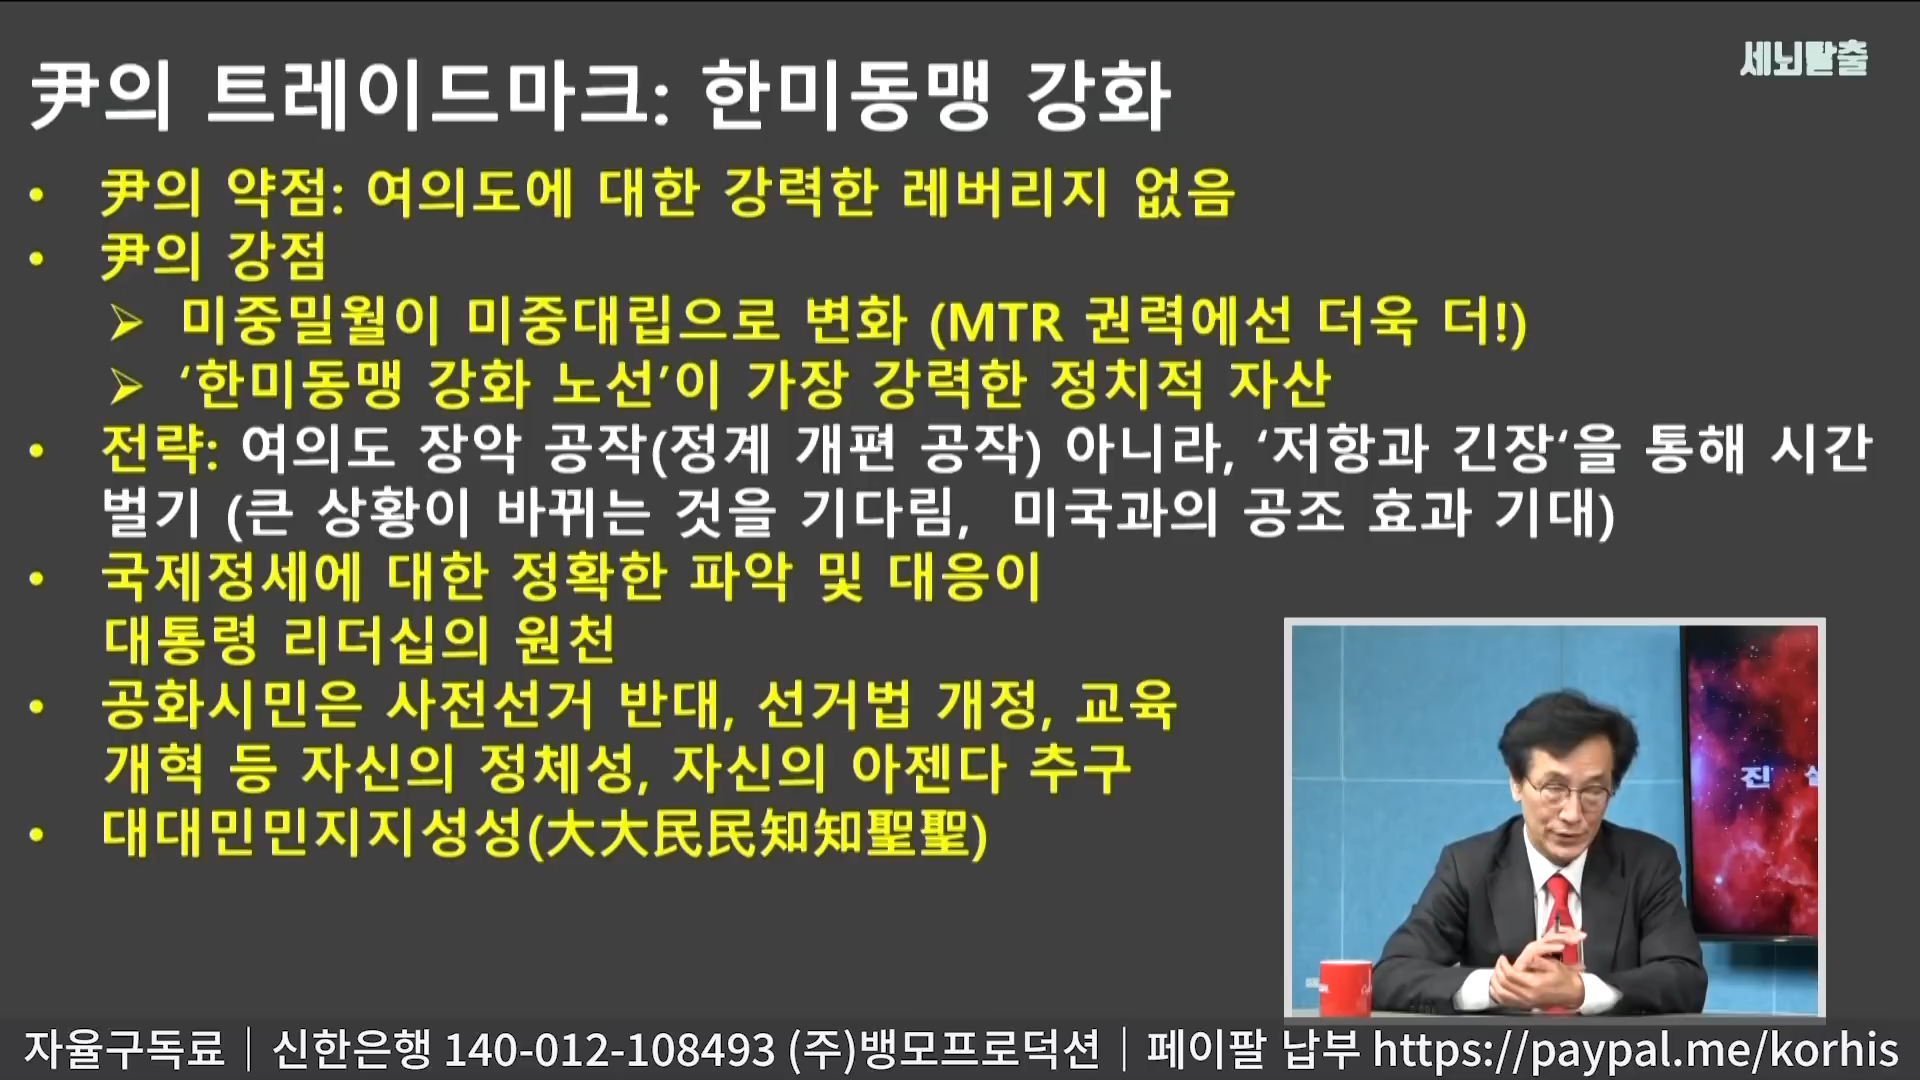 세뇌탈출
尹의 트레이드마크: 한미동맹 강화
• 尹의 약점: 여의도에 대한 강력한 레버리지 없음
• 尹의 강점
➢ 미중밀월이 미중대립으로 변화 (MTR 권력에선 더욱 더!)
➢ ‘한미동맹 강화 노선’이 가장 강력한 정치적 자산
• 전략: 여의도 장악 공작(정계 개편 공작) 아니라, ‘저항과 긴장‘을 통해 시간
벌기 (큰 상황이 바뀌는 것을 기다림, 미국과의 공조 효과 기대)
• 국제정세에 대한 정확한 파악 및 대응이
대통령 리더십의 원천
• 공화시민은 사전선거 반대, 선거법 개정, 교육
개혁 등 자신의 정체성, 자신의 아젠다 추구
• 대대민민지지성성(大大民民知知聖聖)
진
자율구독료 | 신한은행 140-012-108493 (주)뱅모프로덕션 | 페이팔 납부 https://paypal.me/korhis